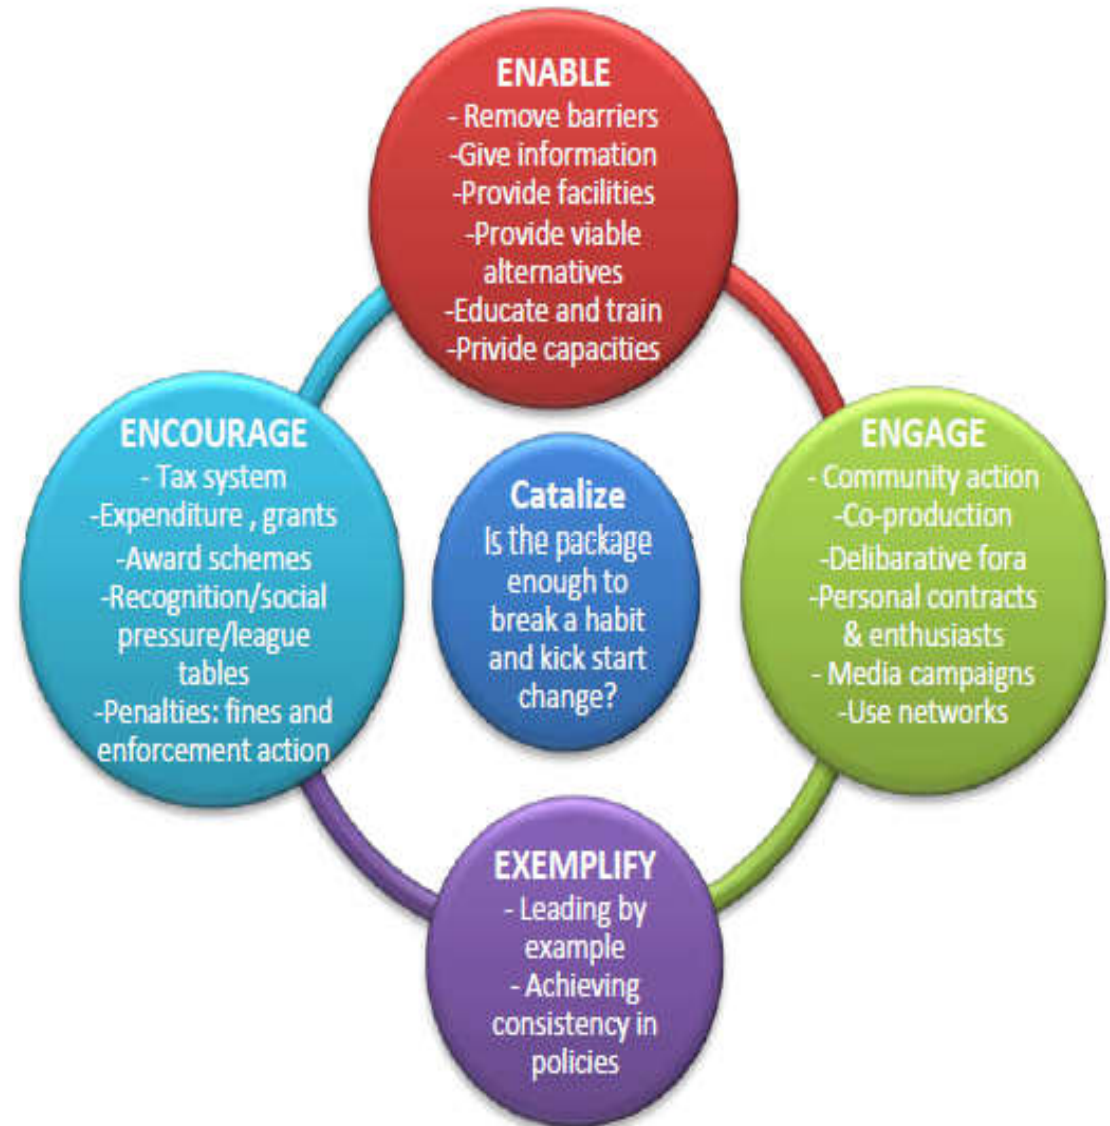 ENABLE
- Remove barriers
-Give information
-Provide facilities
-Provide viable
alternatives
-Educate and train
-Privide capacities
ENCOURAGE
- Tax system
-Expenditure , grants
-Award schemes
-Recognition/social
pressure/league
tables
-Penalties: fines and
enforcement action
Catalize
Is the package
enough to
break a habit
and kick start
change?
ENGAGE
- Community action
-Co-production
-Delibarative fora
-Personal contracts
& enthusiasts
- Media campaigns
-Use networks
EXEMPLIFY
- Leading by
example
- Achieving
consistency in
policies